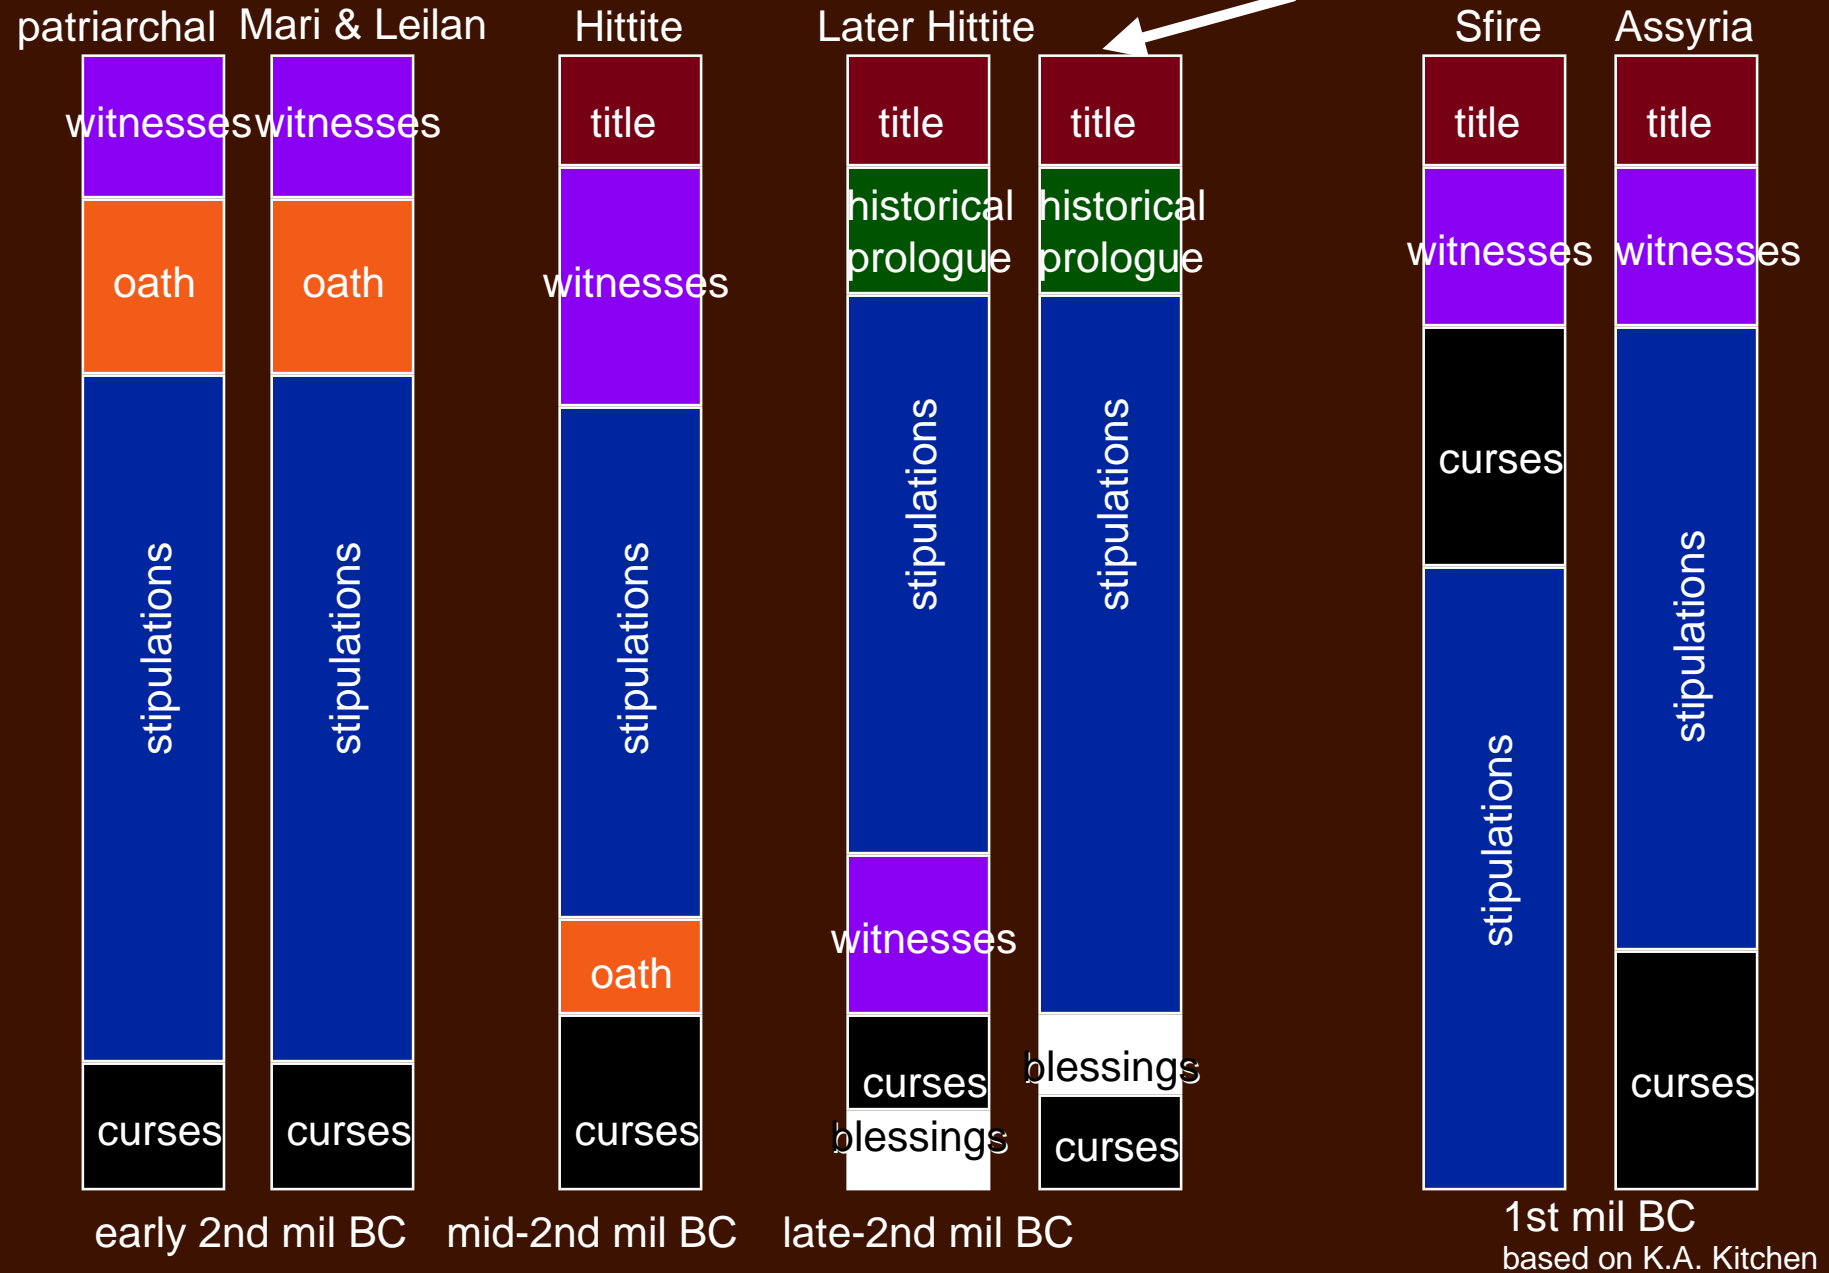 patriarchal
Mari & Leilan
Hittite
Later Hittite
Sfire
Assyria
witnesses
oath
stipulations
curses
witnesses
oath
stipulations
curses
title
witnesses
stipulations
oath
curses
title
historical
prologue
stipulations
witnesses
curses
blessings
title
historical
prologue
stipulations
blessings
curses
title
witnesses
curses
stipulations
title
witnesses
stipulations
curses
early 2nd mil BC
mid-2nd mil BC
late-2nd mil BC
1st mil BC
based on K.A. Kitchen